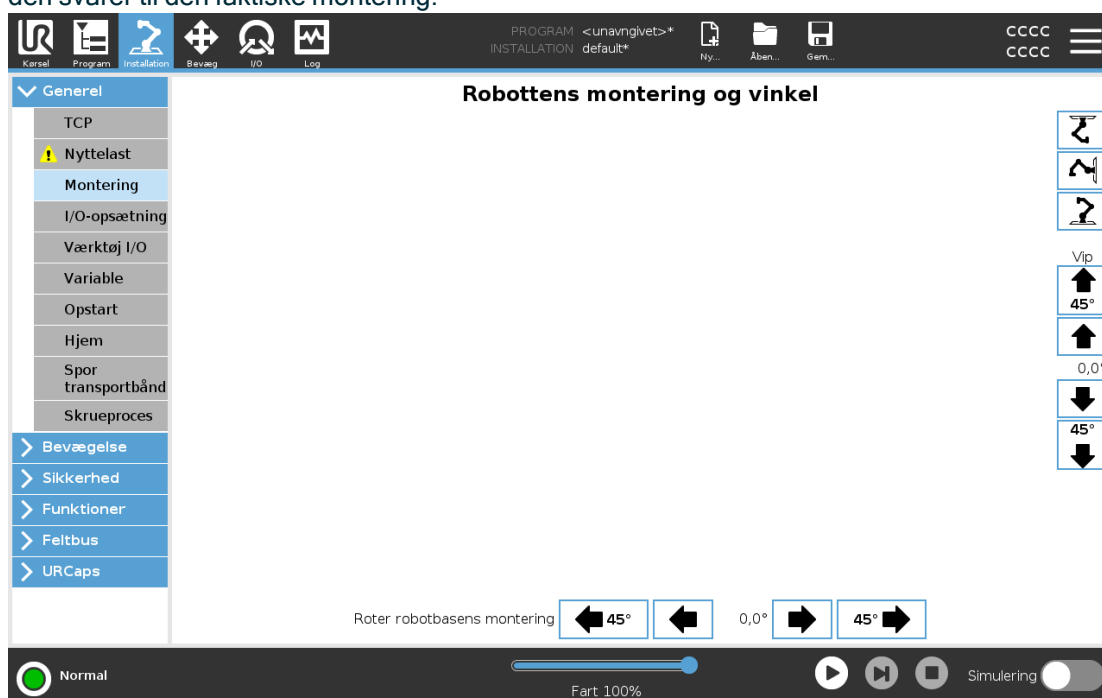 den svarer til den faktiske montering.
PROGRAM <unavngivet>*
INSTALLATION default*
CCCC
CCCC
Kørsel Program Installation Bevæg I/O Log Ny... Åben... Gem...
Generel
Robottens montering og vinkel
TCP
Nyttelast
Montering
I/O-opsætning
Værktøj I/O
Variable
Opstart
Hjem
Spor
transportbånd
Skrueproces
Bevægelse
Sikkerhed
Funktioner
Feltbus
URCaps
Vip
45°
0,0°
45°
Roter robotbasens montering 45° 0,0° 45°
Normal
Fart 100%
Simulering